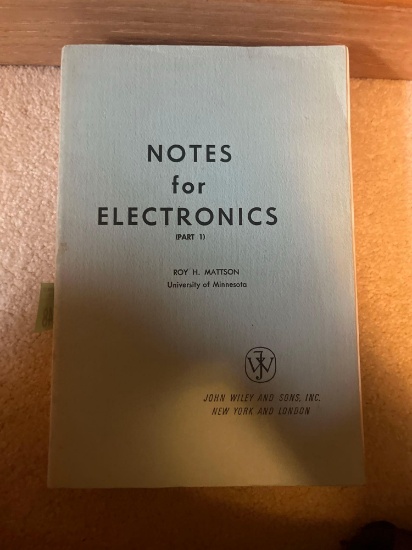 NOTES
for
ELECTRONICS
(PART 1)
ROY H. MATTSON
University of Minnesota
JW
JOHN WILEY AND SONS, INC.
NEW YORK AND LONDON